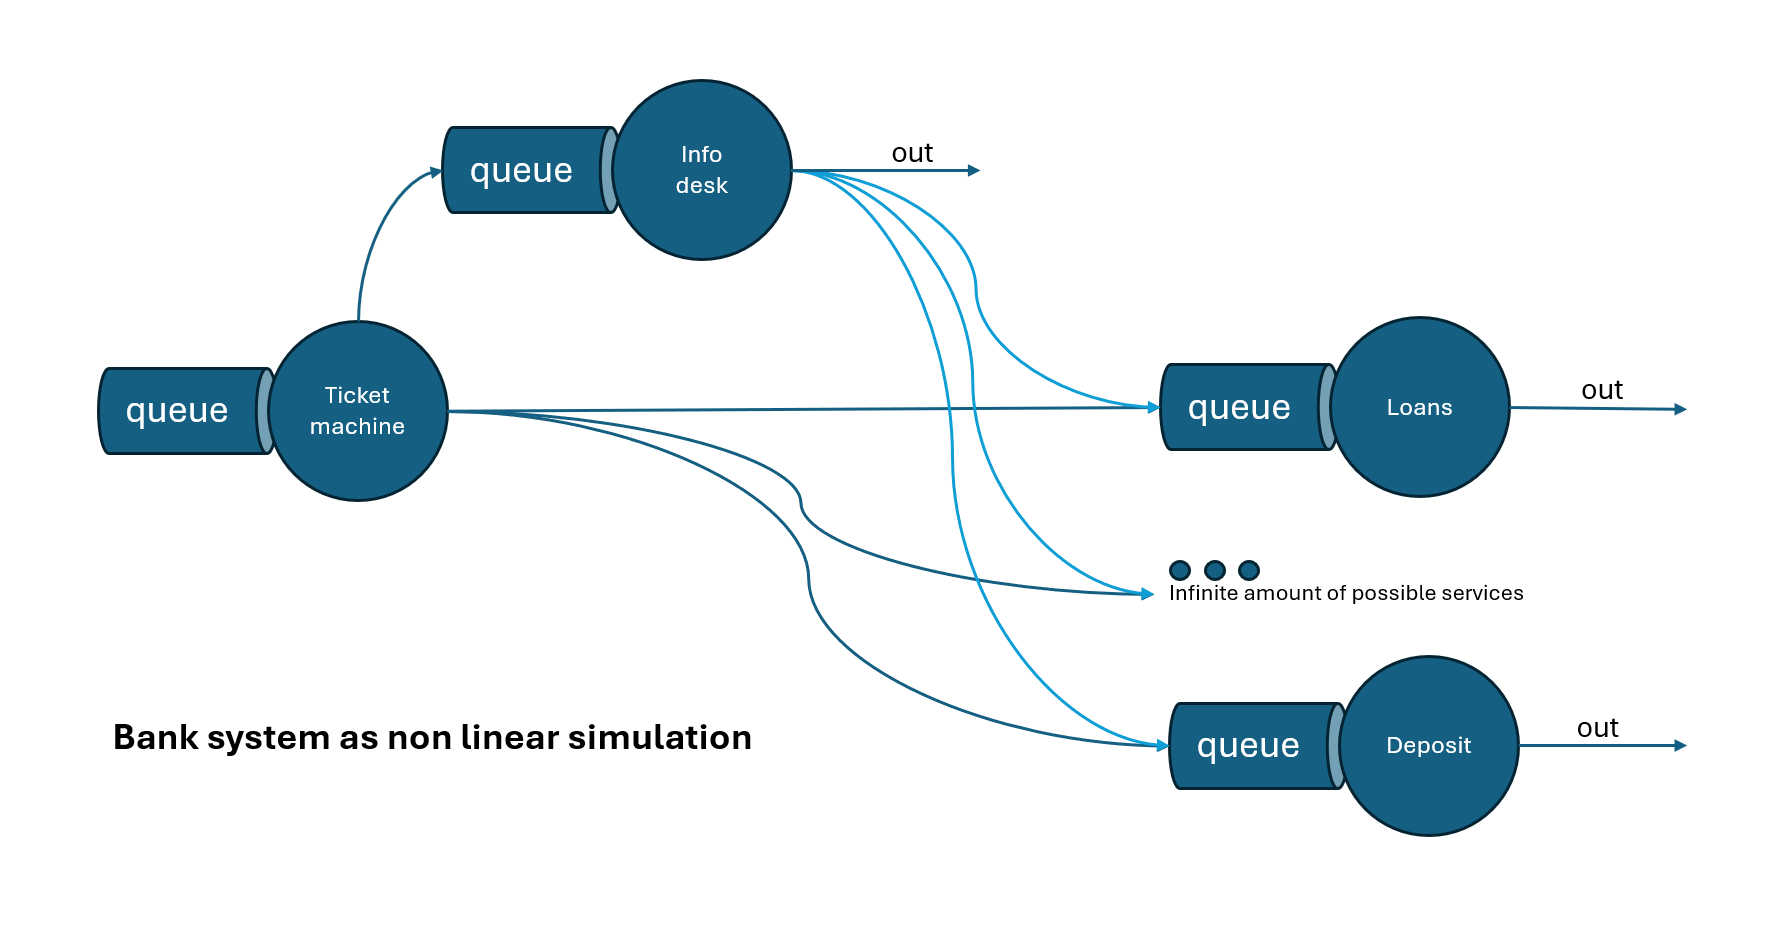 Info
desk
queue
out
Ticket
machine
queue
queue
Loans
out
Infinite amount of possible services
queue
Deposit
out
Bank system as non linear simulation